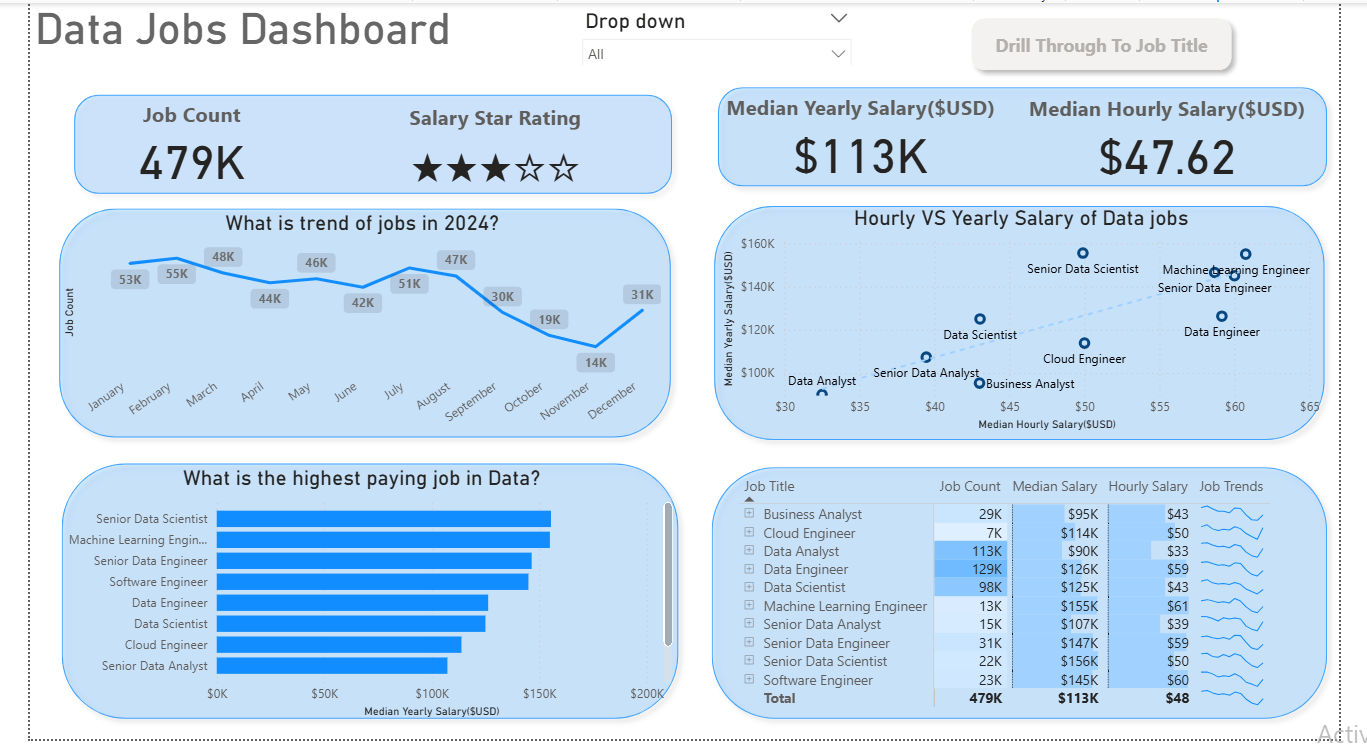 Data Jobs Dashboard
Drop down
All
Drill Through To Job Title
Job Count
479K
Salary Star Rating
★★★☆☆
Median Yearly Salary($USD)
$113K
Median Hourly Salary($USD)
$47.62
What is trend of jobs in 2024?
Job Count
53K
55K
48K
44K
46K
42K
51K
47K
30K
19K
14K
31K
January
February
March
April
May
June
July
August
September
October
November
December
Hourly VS Yearly Salary of Data jobs
Median Yearly Salary($USD)
$160K
$140K
$120K
$100K
Senior Data Scientist
Machine Learning Engineer
Senior Data Engineer
Data Scientist
Data Engineer
Cloud Engineer
Senior Data Analyst
Data Analyst
Business Analyst
$30
$35
$40
$45
$50
$55
$60
$65
Median Hourly Salary($USD)
What is the highest paying job in Data?
Senior Data Scientist
Machine Learning Engin...
Senior Data Engineer
Software Engineer
Data Engineer
Data Scientist
Cloud Engineer
Senior Data Analyst
$0K
$50K
$100K
$150K
$200K
Median Yearly Salary($USD)
Job Title Job Count Median Salary Hourly Salary Job Trends
Business Analyst 29K $95K $43
Cloud Engineer 7K $114K $50
Data Analyst 113K $90K $33
Data Engineer 129K $126K $59
Data Scientist 98K $125K $43
Machine Learning Engineer 13K $155K $61
Senior Data Analyst 15K $107K $39
Senior Data Engineer 31K $147K $59
Senior Data Scientist 22K $156K $50
Software Engineer 23K $145K $60
Total 479K $113K $48
Activ